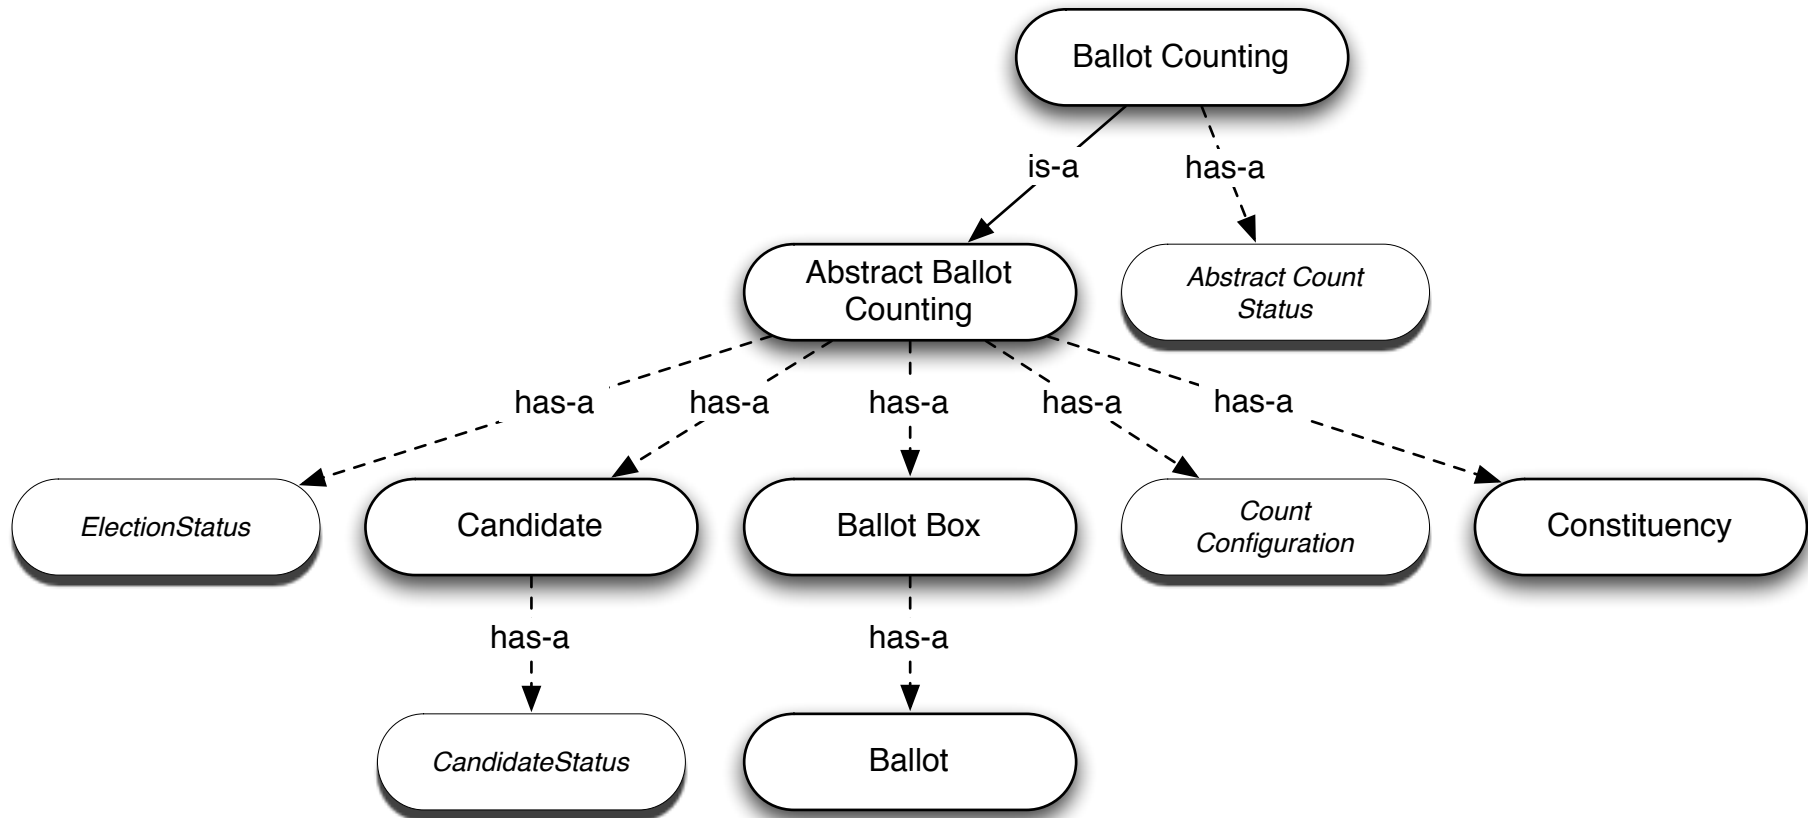 Ballot Counting
is-a
has-a
Abstract Ballot
Counting
Abstract Count
Status
has-a
has-a
has-a
has-a
has-a
ElectionStatus
Candidate
Ballot Box
Count
Configuration
Constituency
has-a
has-a
CandidateStatus
Ballot